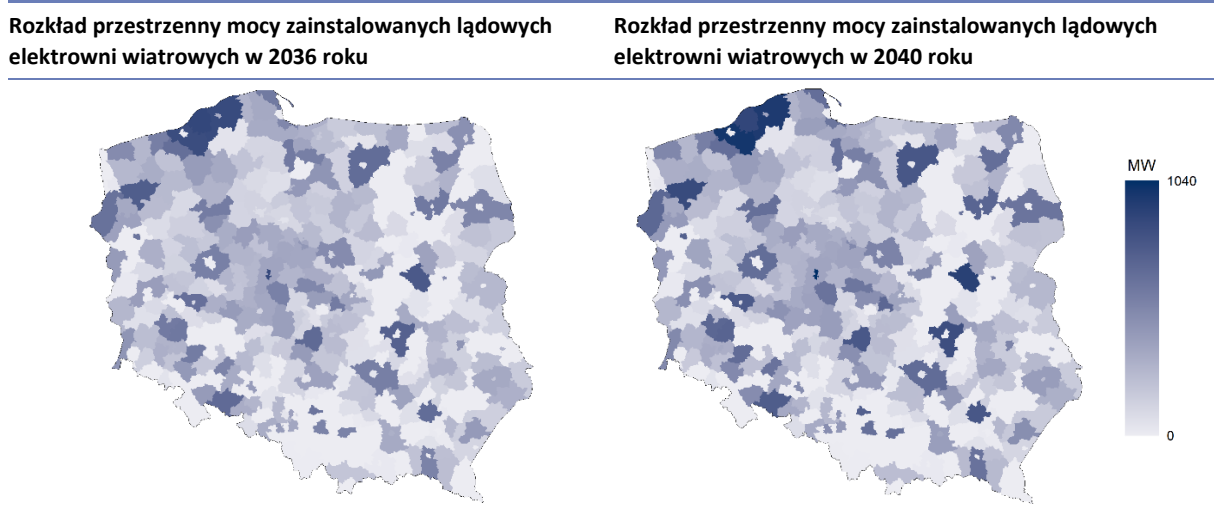 Rozkład przestrzenny mocy zainstalowanych lądowych
elektrowni wiatrowych w 2036 roku
Rozkład przestrzenny mocy zainstalowanych lądowych
elektrowni wiatrowych w 2040 roku
MW
1040
0